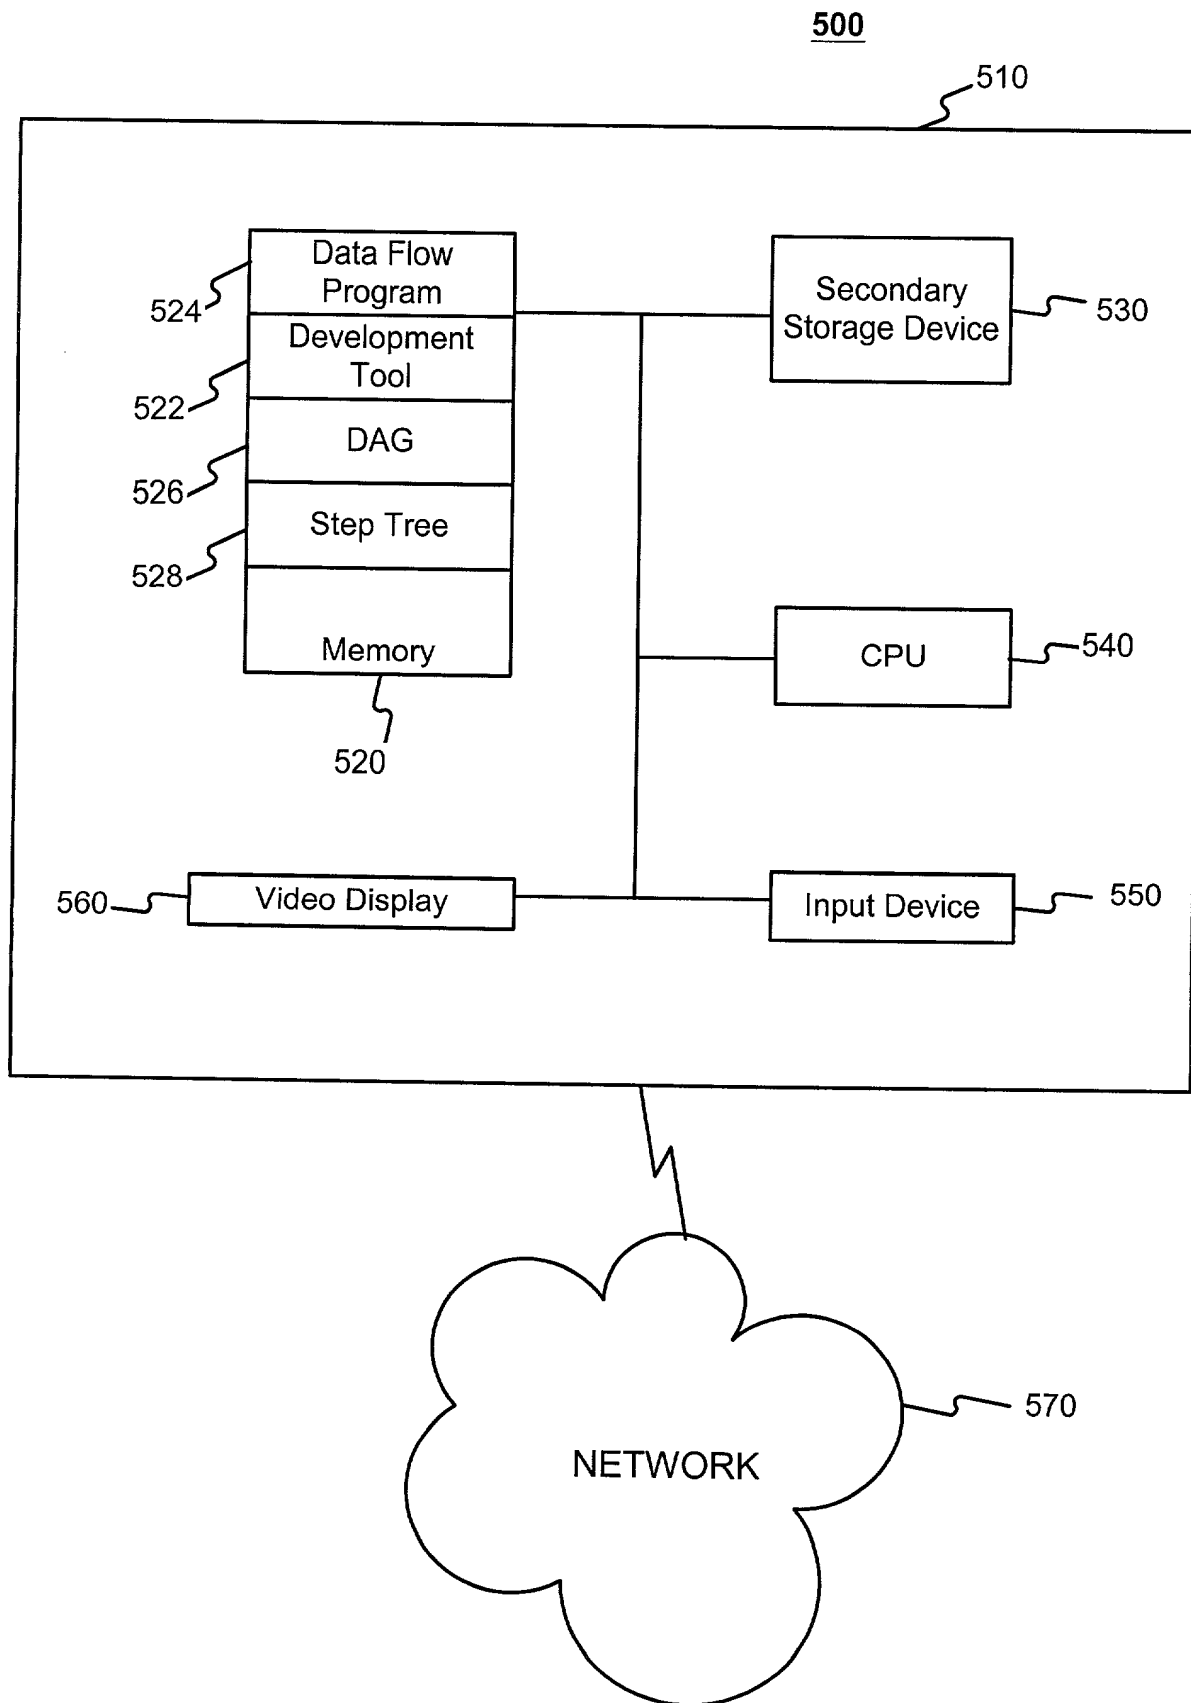 500
510
Data Flow
Program
524
Development
Tool
522
DAG
526
Step Tree
528
Memory
520
Secondary
Storage Device
530
CPU
540
Video Display
560
Input Device
550
NETWORK
570